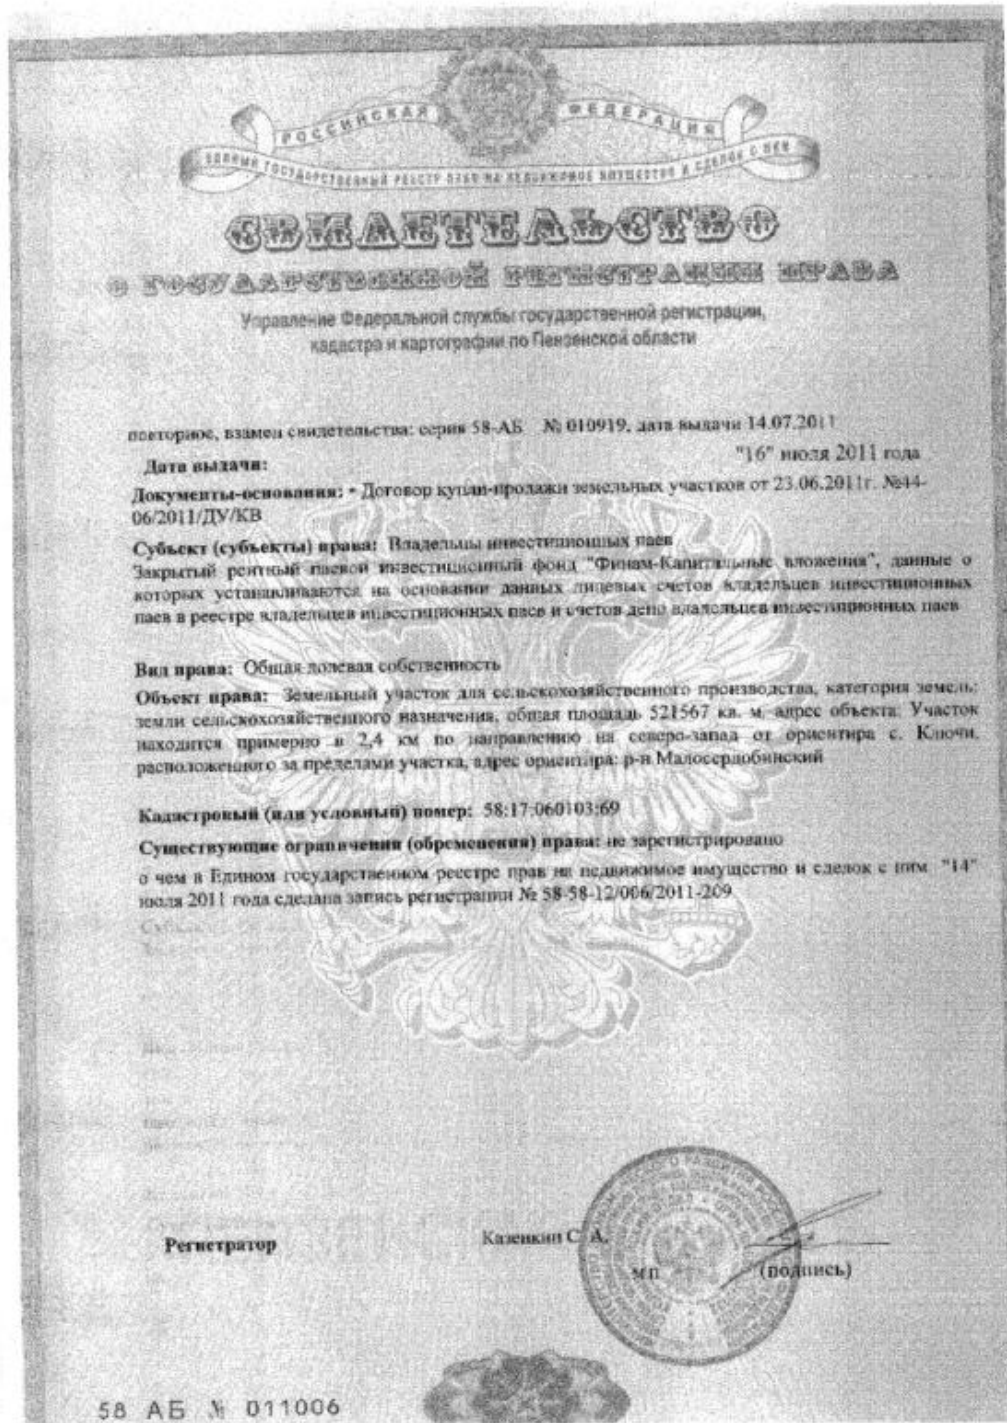 РОССИЙСКАЯ ФЕДЕРАЦИЯ
ЕДИНЫЙ ГОСУДАРСТВЕННЫЙ РЕЕСТР ПРАВ НА НЕДВИЖИМОЕ ИМУЩЕСТВО И СДЕЛОК С НИМ
СВИДЕТЕЛЬСТВО
О ГОСУДАРСТВЕННОЙ РЕГИСТРАЦИИ ПРАВА
Управление Федеральной службы государственной регистрации,
кадастра и картографии по Пензенской области
повторное, взамен свидетельства: серия 58-АБ № 010919, дата выдачи 14.07.2011
Дата выдачи: "16" июля 2011 года
Документы-основания: • Договор купли-продажи земельных участков от 23.06.2011г. №44-
06/2011/ДУ/КВ
Субъект (субъекты) права: Владельцы инвестиционных паев
Закрытый рентный паевой инвестиционный фонд "Финам-Капитальные вложения", данные о
которых устанавливаются на основании данных лицевых счетов владельцев инвестиционных
паев в реестре владельцев инвестиционных паев и счетов депо владельцев инвестиционных паев
Вид права: Общая долевая собственность
Объект права: Земельный участок для сельскохозяйственного производства, категория земель:
земли сельскохозяйственного назначения, общая площадь 521567 кв. м, адрес объекта: Участок
находится примерно в 2,4 км по направлению на северо-запад от ориентира с. Ключи,
расположенного за пределами участка, адрес ориентира: р-н Малосердобинский
Кадастровый (или условный) номер: 58:17:060103:69
Существующие ограничения (обременения) права: не зарегистрировано
о чем в Едином государственном реестре прав на недвижимое имущество и сделок с ним "14"
июля 2011 года сделана запись регистрации № 58-58-12/006/2011-209
Регистратор Казенкин С. А.
м.п. (подпись)
58 АБ № 011006